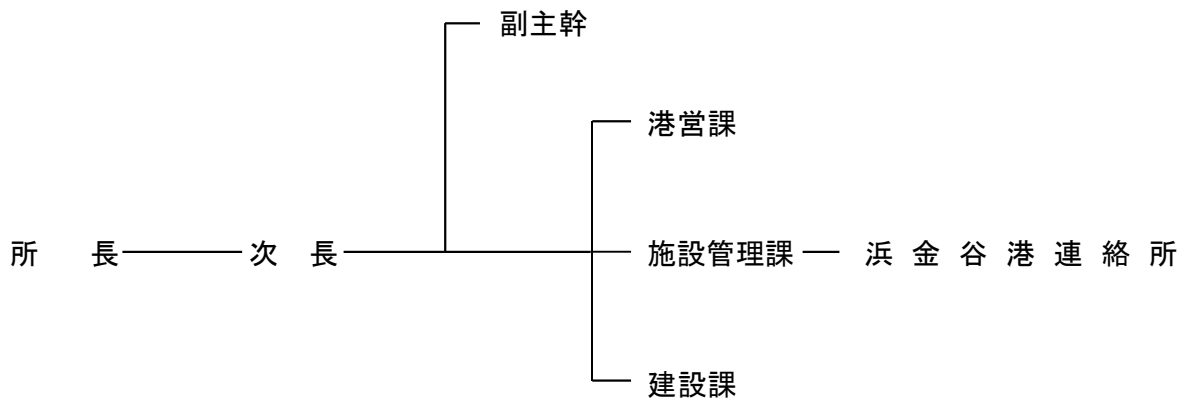 副主幹
港営課
所　長
次　長
施設管理課
浜金谷港連絡所
建設課